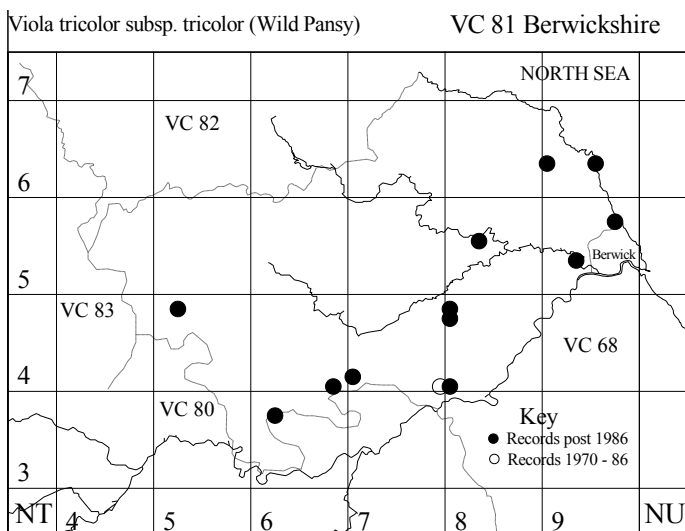 Viola tricolor subsp. tricolor (Wild Pansy) VC 81 Berwickshire
NORTH SEA
7
VC 82
6
Berwick
5
VC 83
VC 68
4
VC 80
Key
● Records post 1986
○ Records 1970 - 86
3
NT 4 5 6 7 8 9 NU